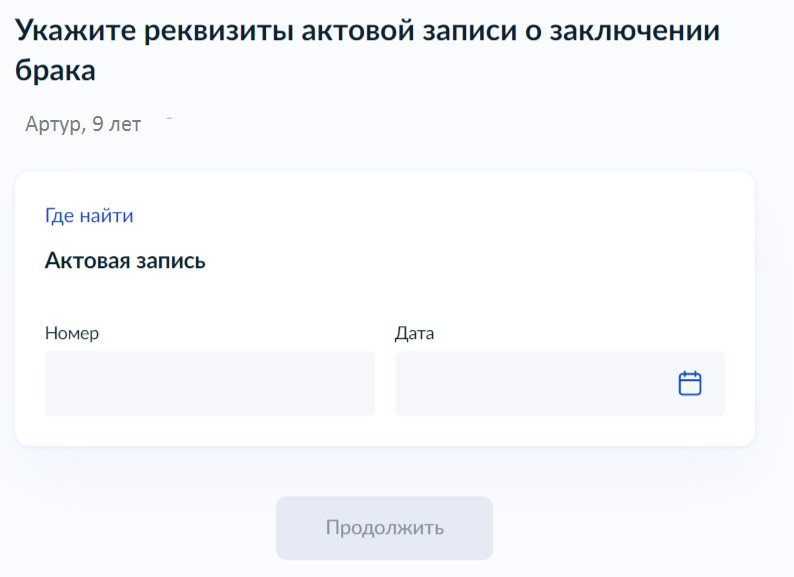 Укажите реквизиты актовой записи о заключении
брака
Артур, 9 лет
Где найти
Актовая запись
Номер
Дата
Продолжить